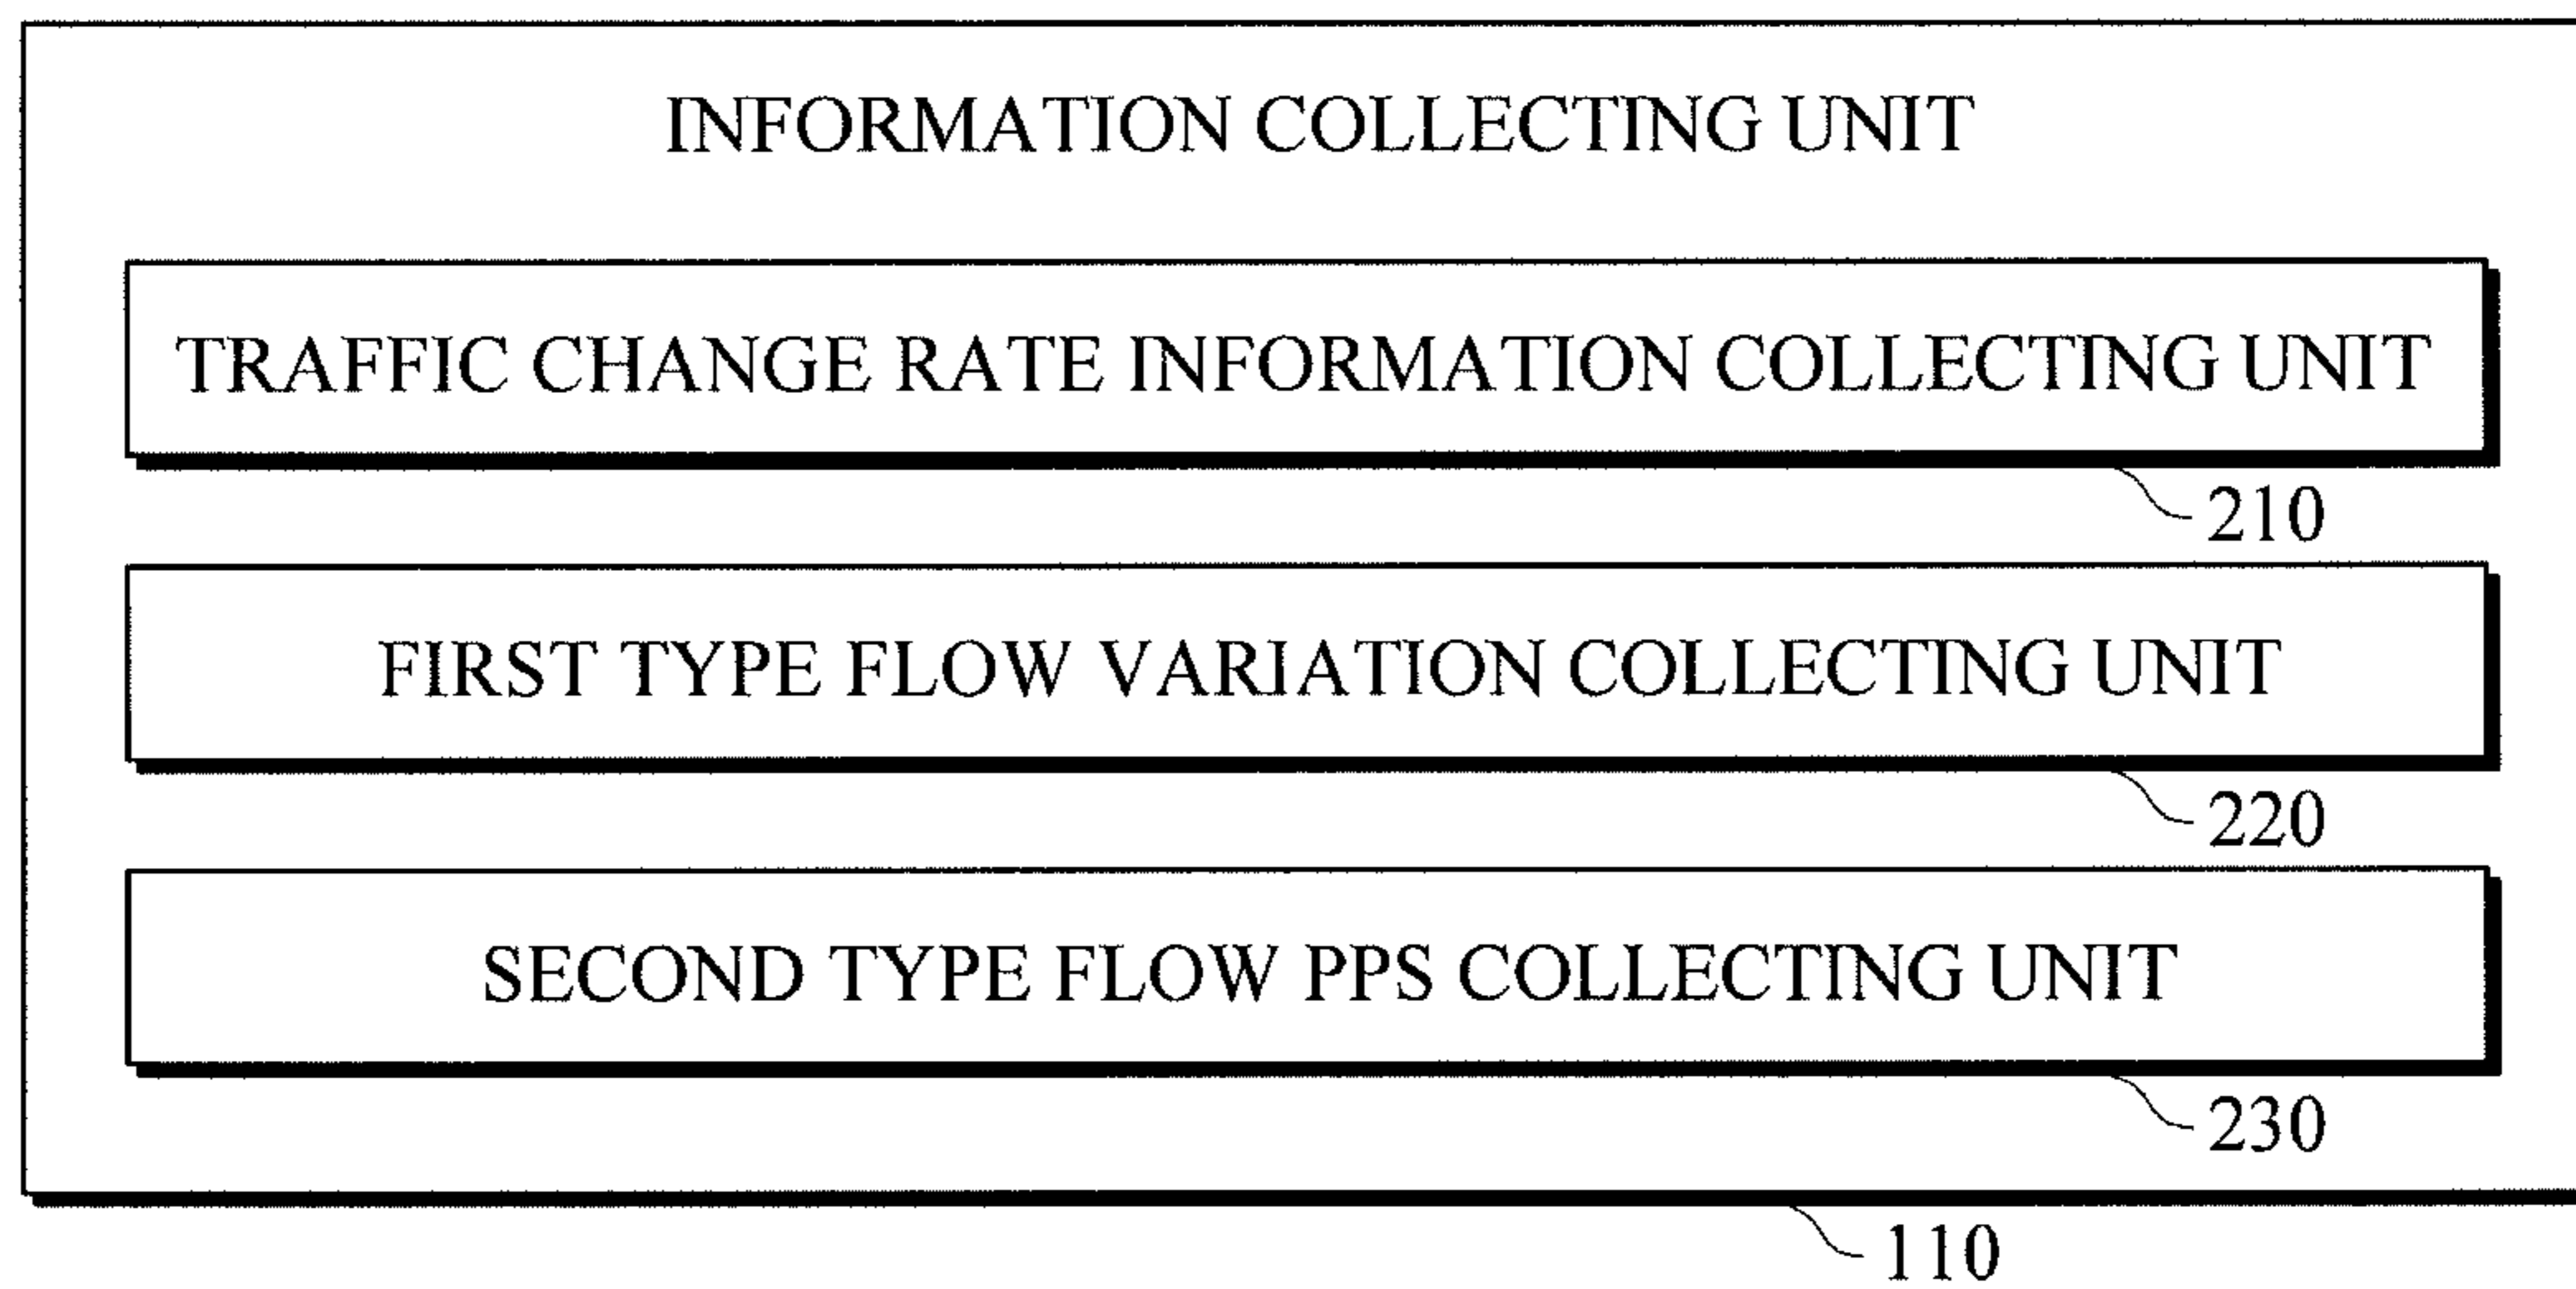 INFORMATION COLLECTING UNIT
TRAFFIC CHANGE RATE INFORMATION COLLECTING UNIT
210
FIRST TYPE FLOW VARIATION COLLECTING UNIT
220
SECOND TYPE FLOW PPS COLLECTING UNIT
230
110